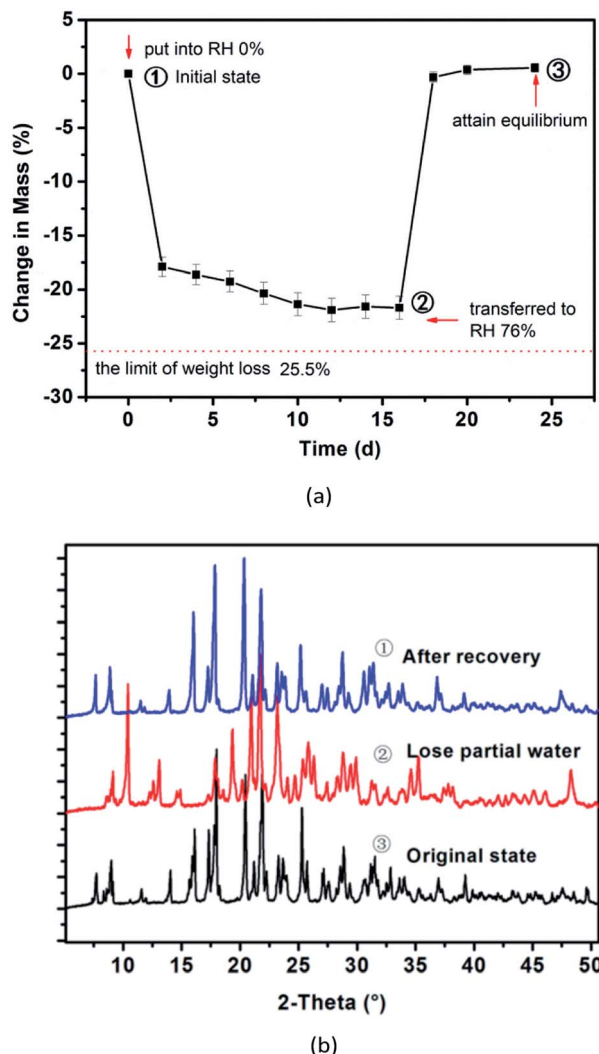 5
0
-5
-10
-15
-20
-25
-30
Change in Mass (%)
put into RH 0%
① Initial state
③
attain equilibrium
②
transferred to
RH 76%
the limit of weight loss 25.5%
0 5 10 15 20 25
Time (d)
(a)
①
After recovery
②
Lose partial water
③
Original state
10 15 20 25 30 35 40 45 50
2-Theta (°)
(b)